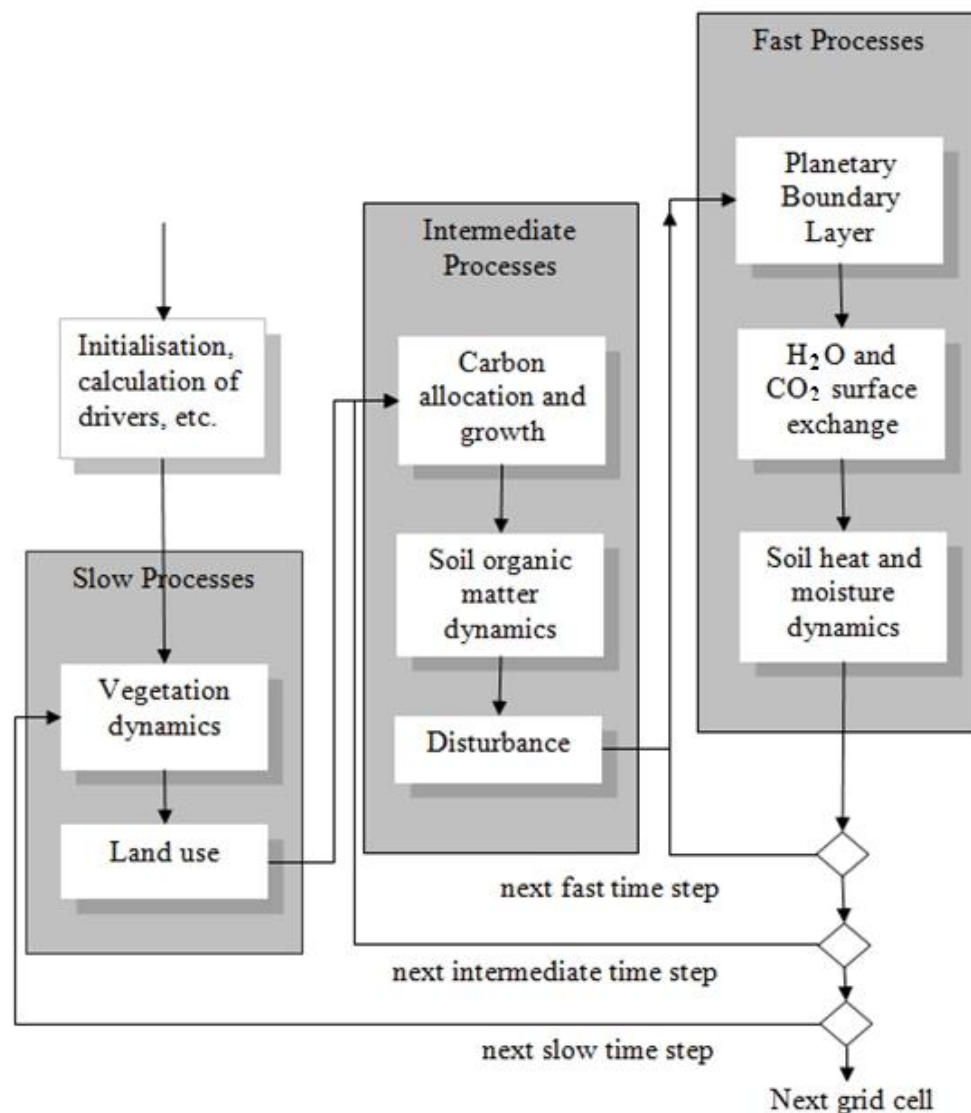 Fast Processes
Planetary
Boundary
Layer
H₂O and
CO₂ surface
exchange
Soil heat and
moisture
dynamics
Intermediate
Processes
Carbon
allocation and
growth
Soil organic
matter
dynamics
Disturbance
Initialisation,
calculation of
drivers, etc.
Slow Processes
Vegetation
dynamics
Land use
next fast time step
next intermediate time step
next slow time step
Next grid cell